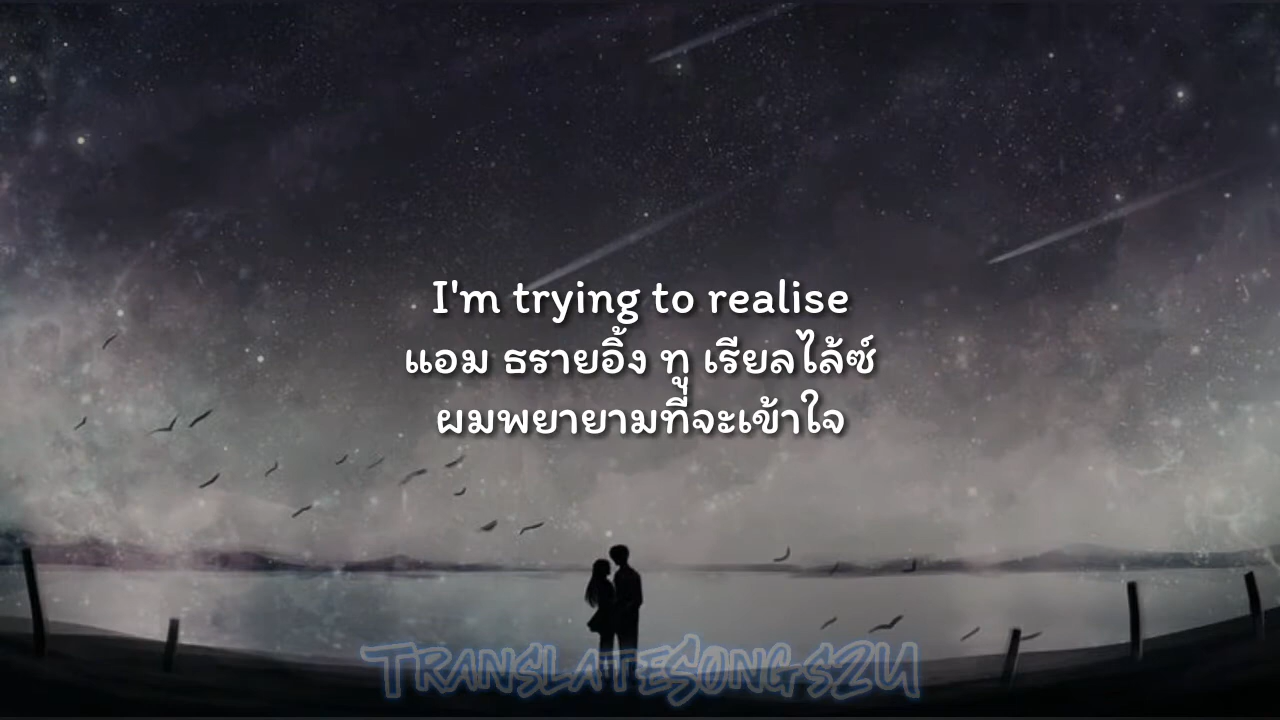 I'm trying to realise
แอม ธรายอิ้ง ทู เรียลไล้ซ์
ผมพยายามที่จะเข้าใจ
TRANSLATESONGS2U